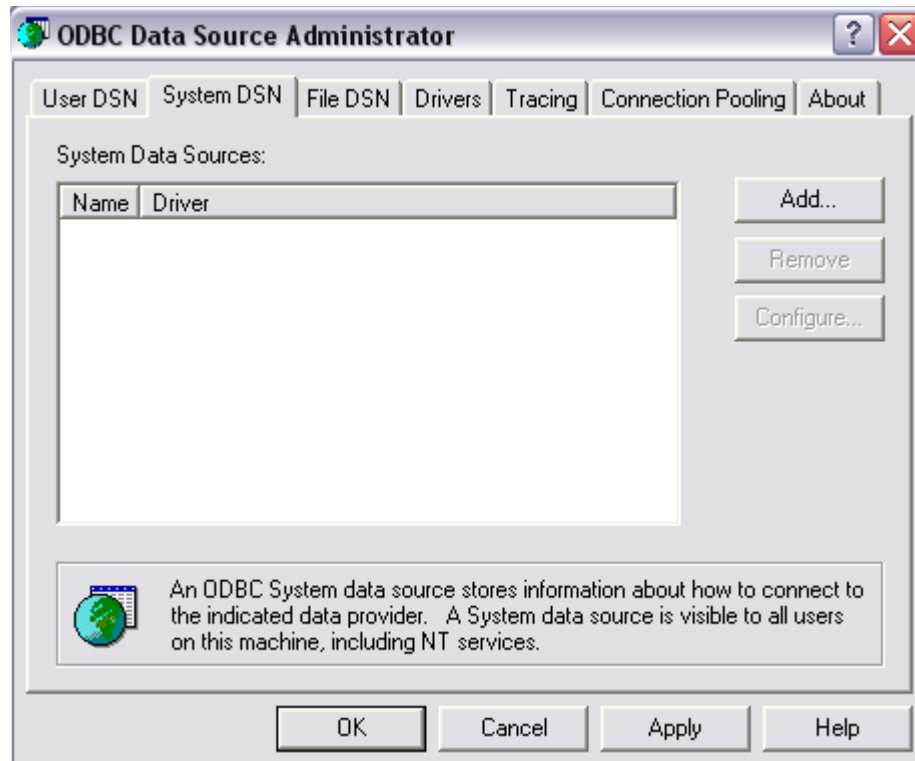 ODBC Data Source Administrator
User DSN
System DSN
File DSN
Drivers
Tracing
Connection Pooling
About
System Data Sources:
Name
Driver
Add...
Remove
Configure...
An ODBC System data source stores information about how to connect to
the indicated data provider. A System data source is visible to all users
on this machine, including NT services.
OK
Cancel
Apply
Help